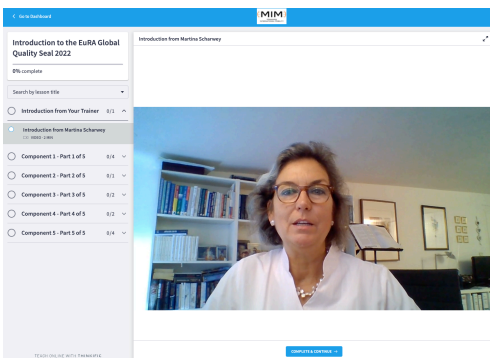 Go to Dashboard
MIM
Introduction to the EuRA Global
Quality Seal 2022
0% complete
Search by lesson title
Introduction from Your Trainer 0/1
Introduction from Martina Scharwey
VIDEO
Component 1 - Part 1 of 5 0/4
Component 2 - Part 2 of 5 0/1
Component 3 - Part 3 of 5 0/2
Component 4 - Part 4 of 5 0/2
Component 5 - Part 5 of 5 0/4
TEACH ONLINE WITH THINKIFIC
Introduction from Martina Scharwey
COMPLETE & CONTINUE →